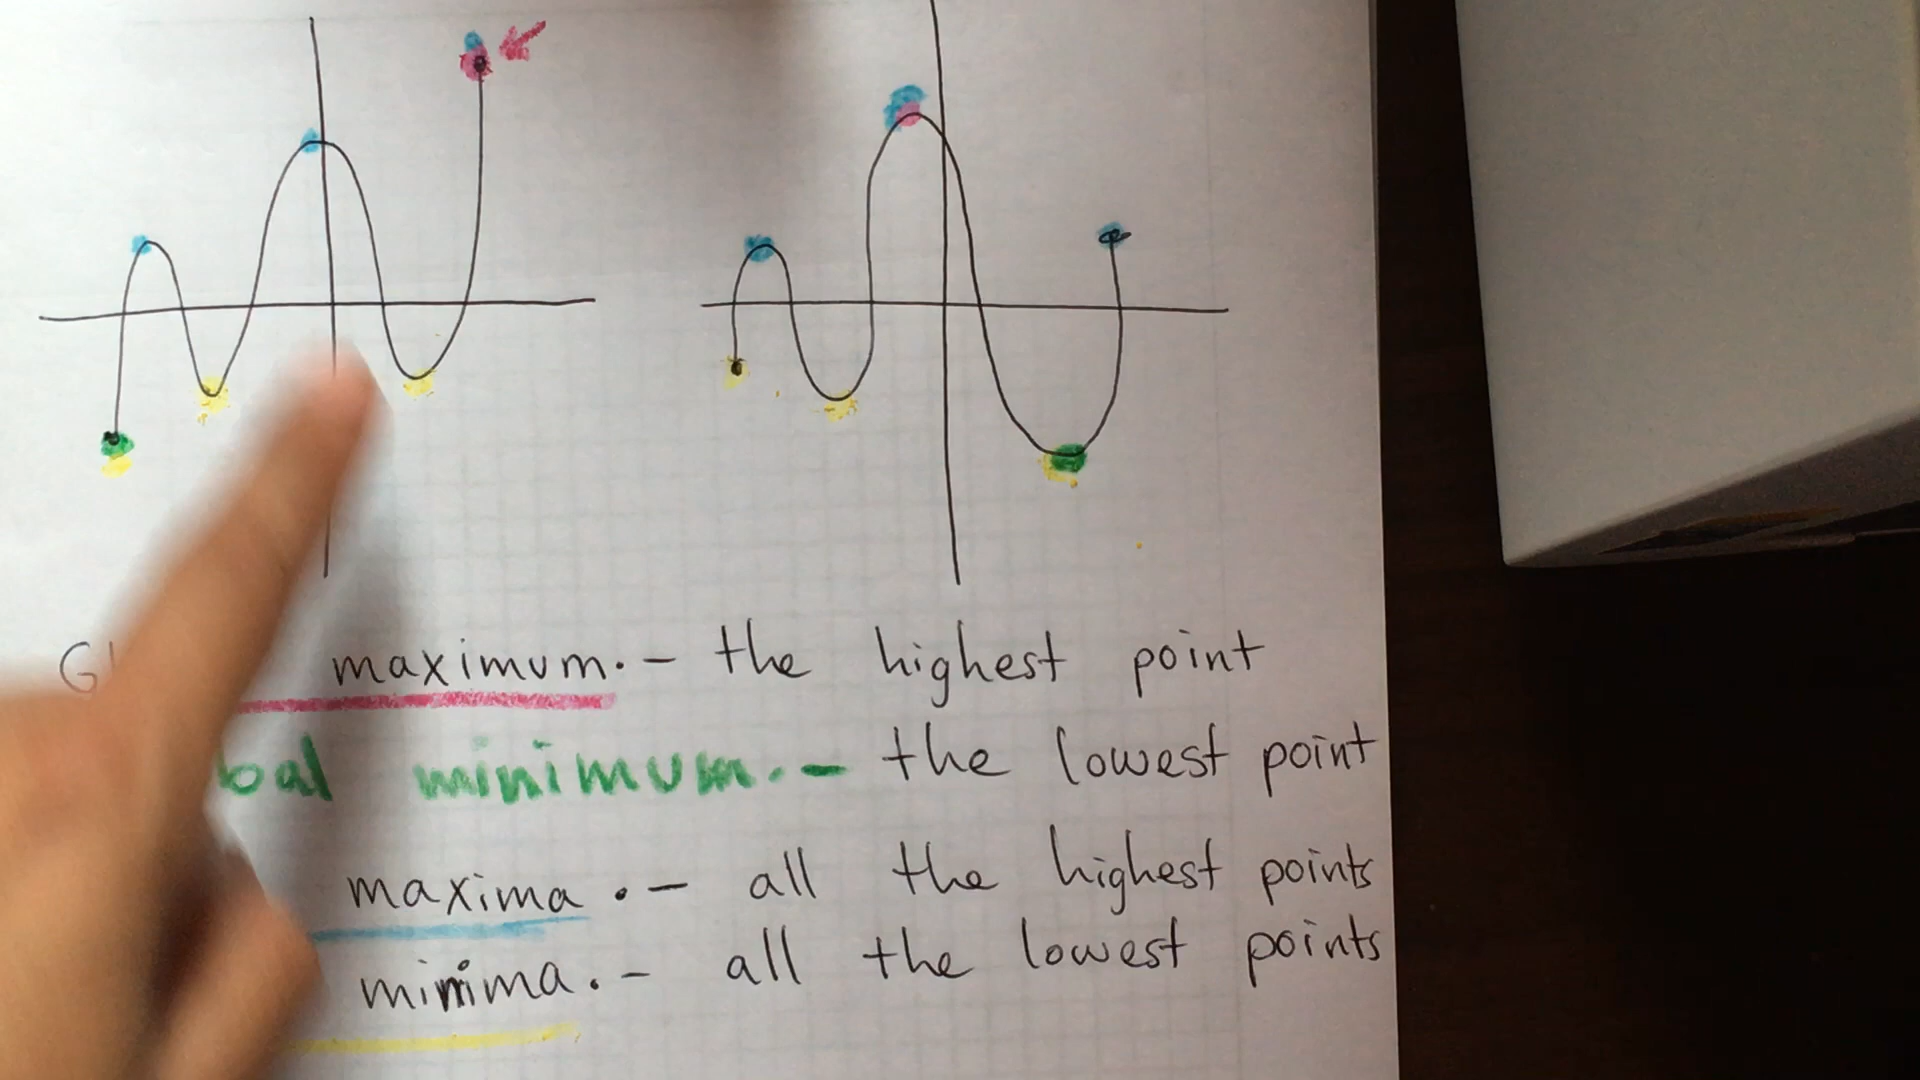 maximum. - the highest point
minimum. - the lowest point
maxima . - all the highest points
minima. - all the lowest points